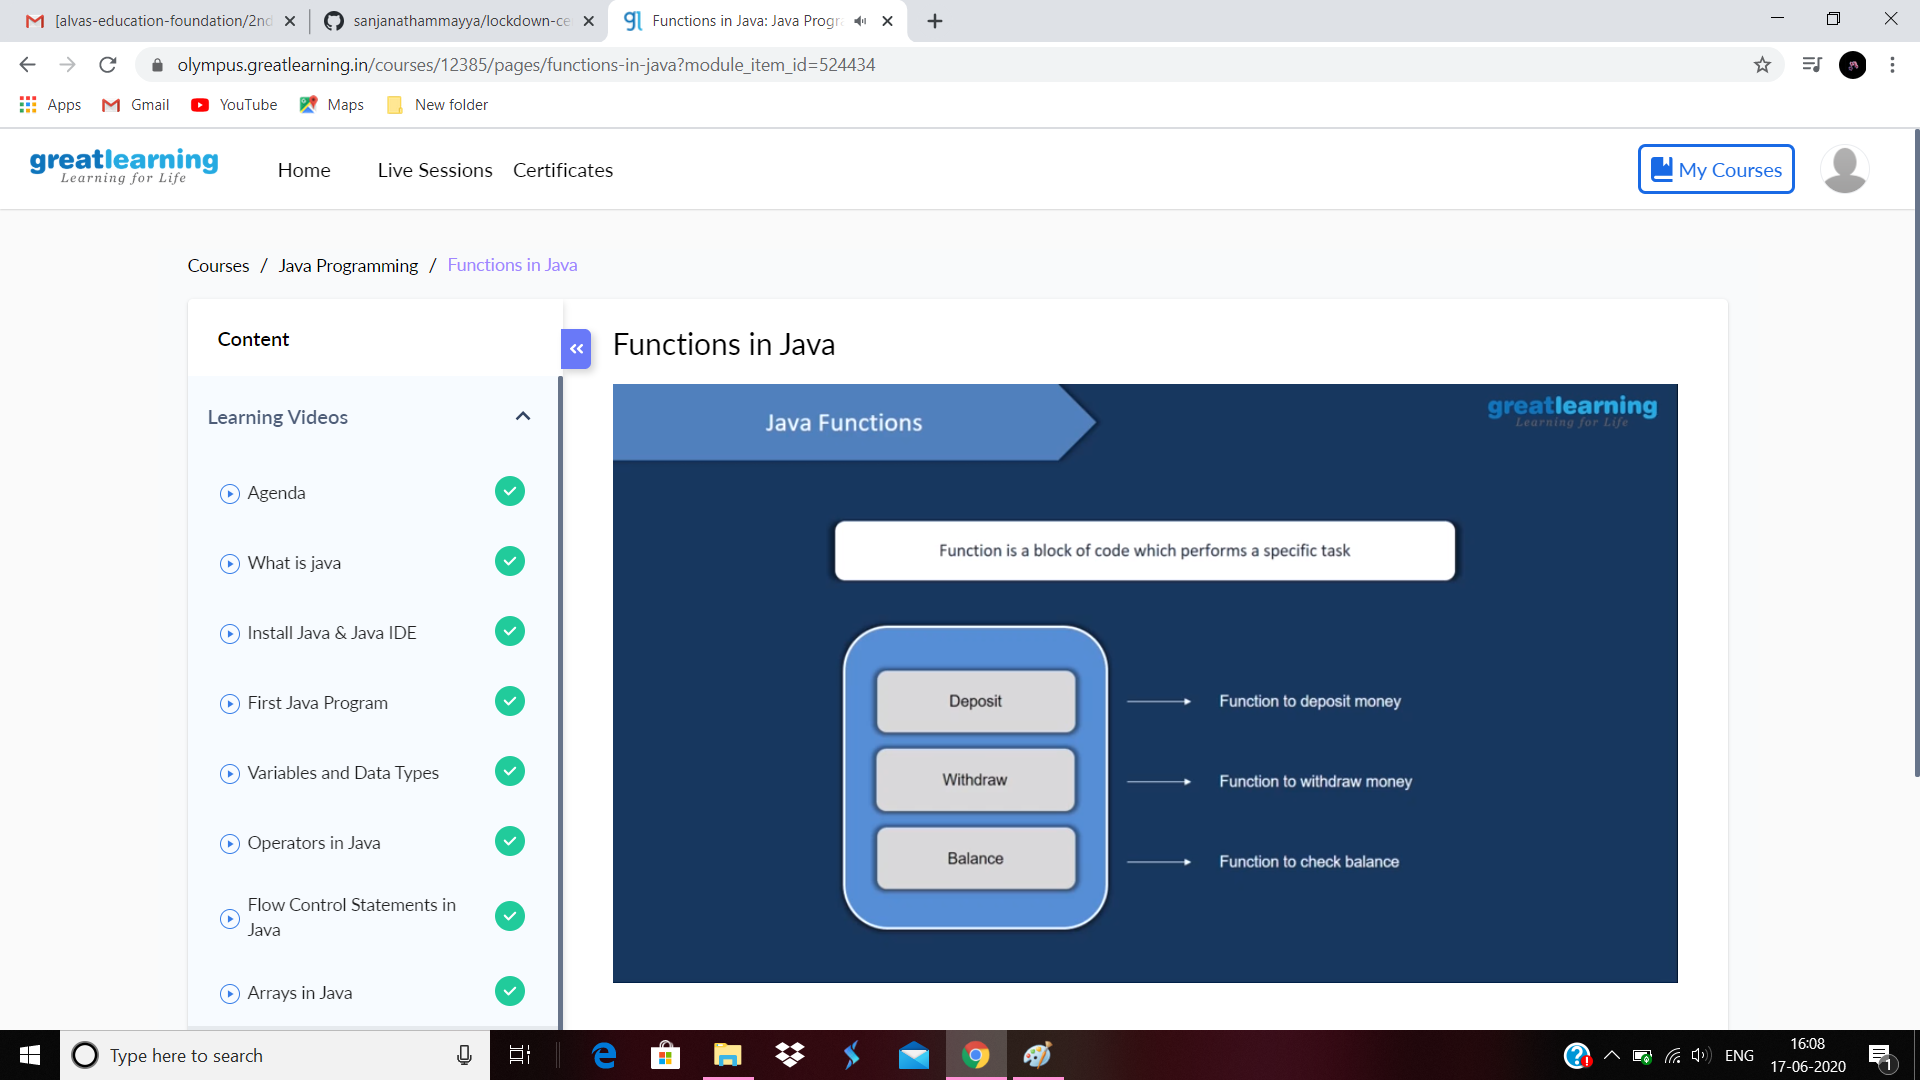 [alvas-education-foundation/2nd
sanjanathammayya/lockdown-ce
Functions in Java: Java Progra
olympus.greatlearning.in/courses/12385/pages/functions-in-java?module_item_id=524434
Apps
Gmail
YouTube
Maps
New folder
greatlearning
Learning for Life
Home
Live Sessions
Certificates
My Courses
Courses / Java Programming / Functions in Java
Content
Functions in Java
Learning Videos
Agenda
What is java
Install Java & Java IDE
First Java Program
Variables and Data Types
Operators in Java
Flow Control Statements in
Java
Arrays in Java
Java Functions
greatlearning
Learning for Life
Function is a block of code which performs a specific task
Deposit
Function to deposit money
Withdraw
Function to withdraw money
Balance
Function to check balance
Type here to search
ENG
16:08
17-06-2020
1